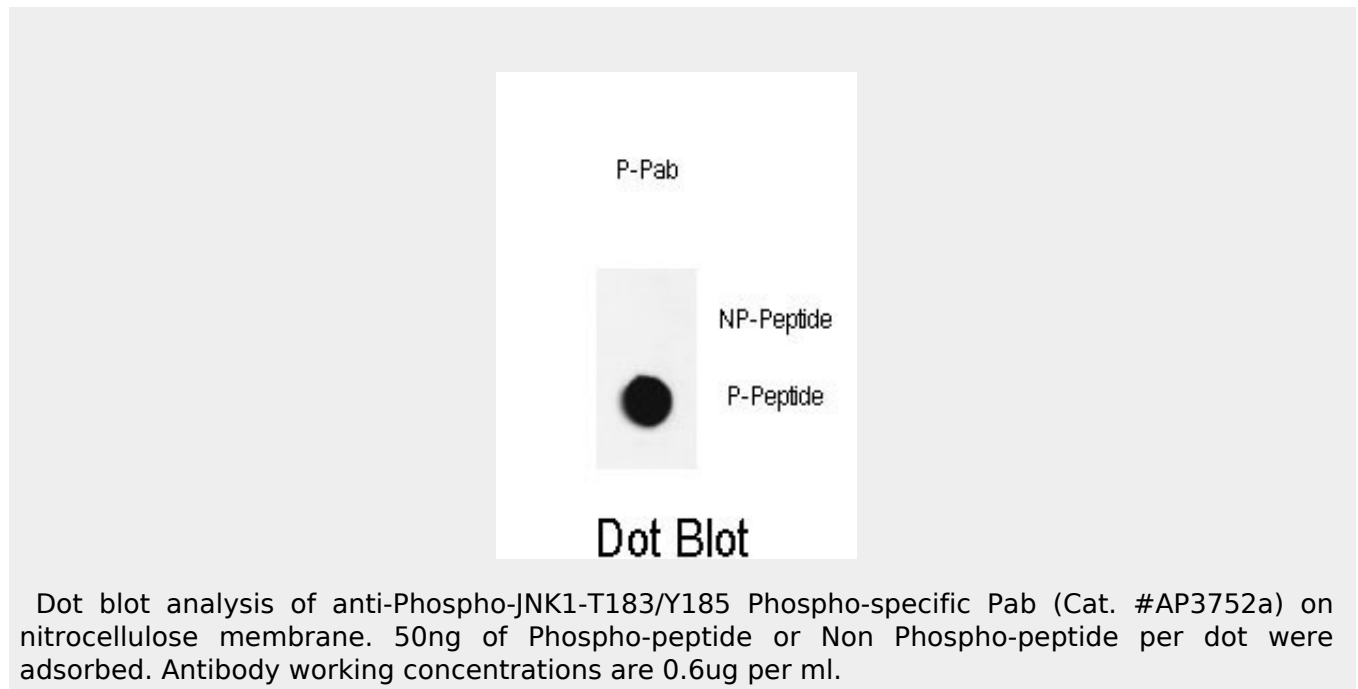 P-Pab
NP-Peptide
P-Peptide
Dot Blot
Dot blot analysis of anti-Phospho-JNK1-T183/Y185 Phospho-specific Pab (Cat. #AP3752a) on
nitrocellulose membrane. 50ng of Phospho-peptide or Non Phospho-peptide per dot were
adsorbed. Antibody working concentrations are 0.6ug per ml.